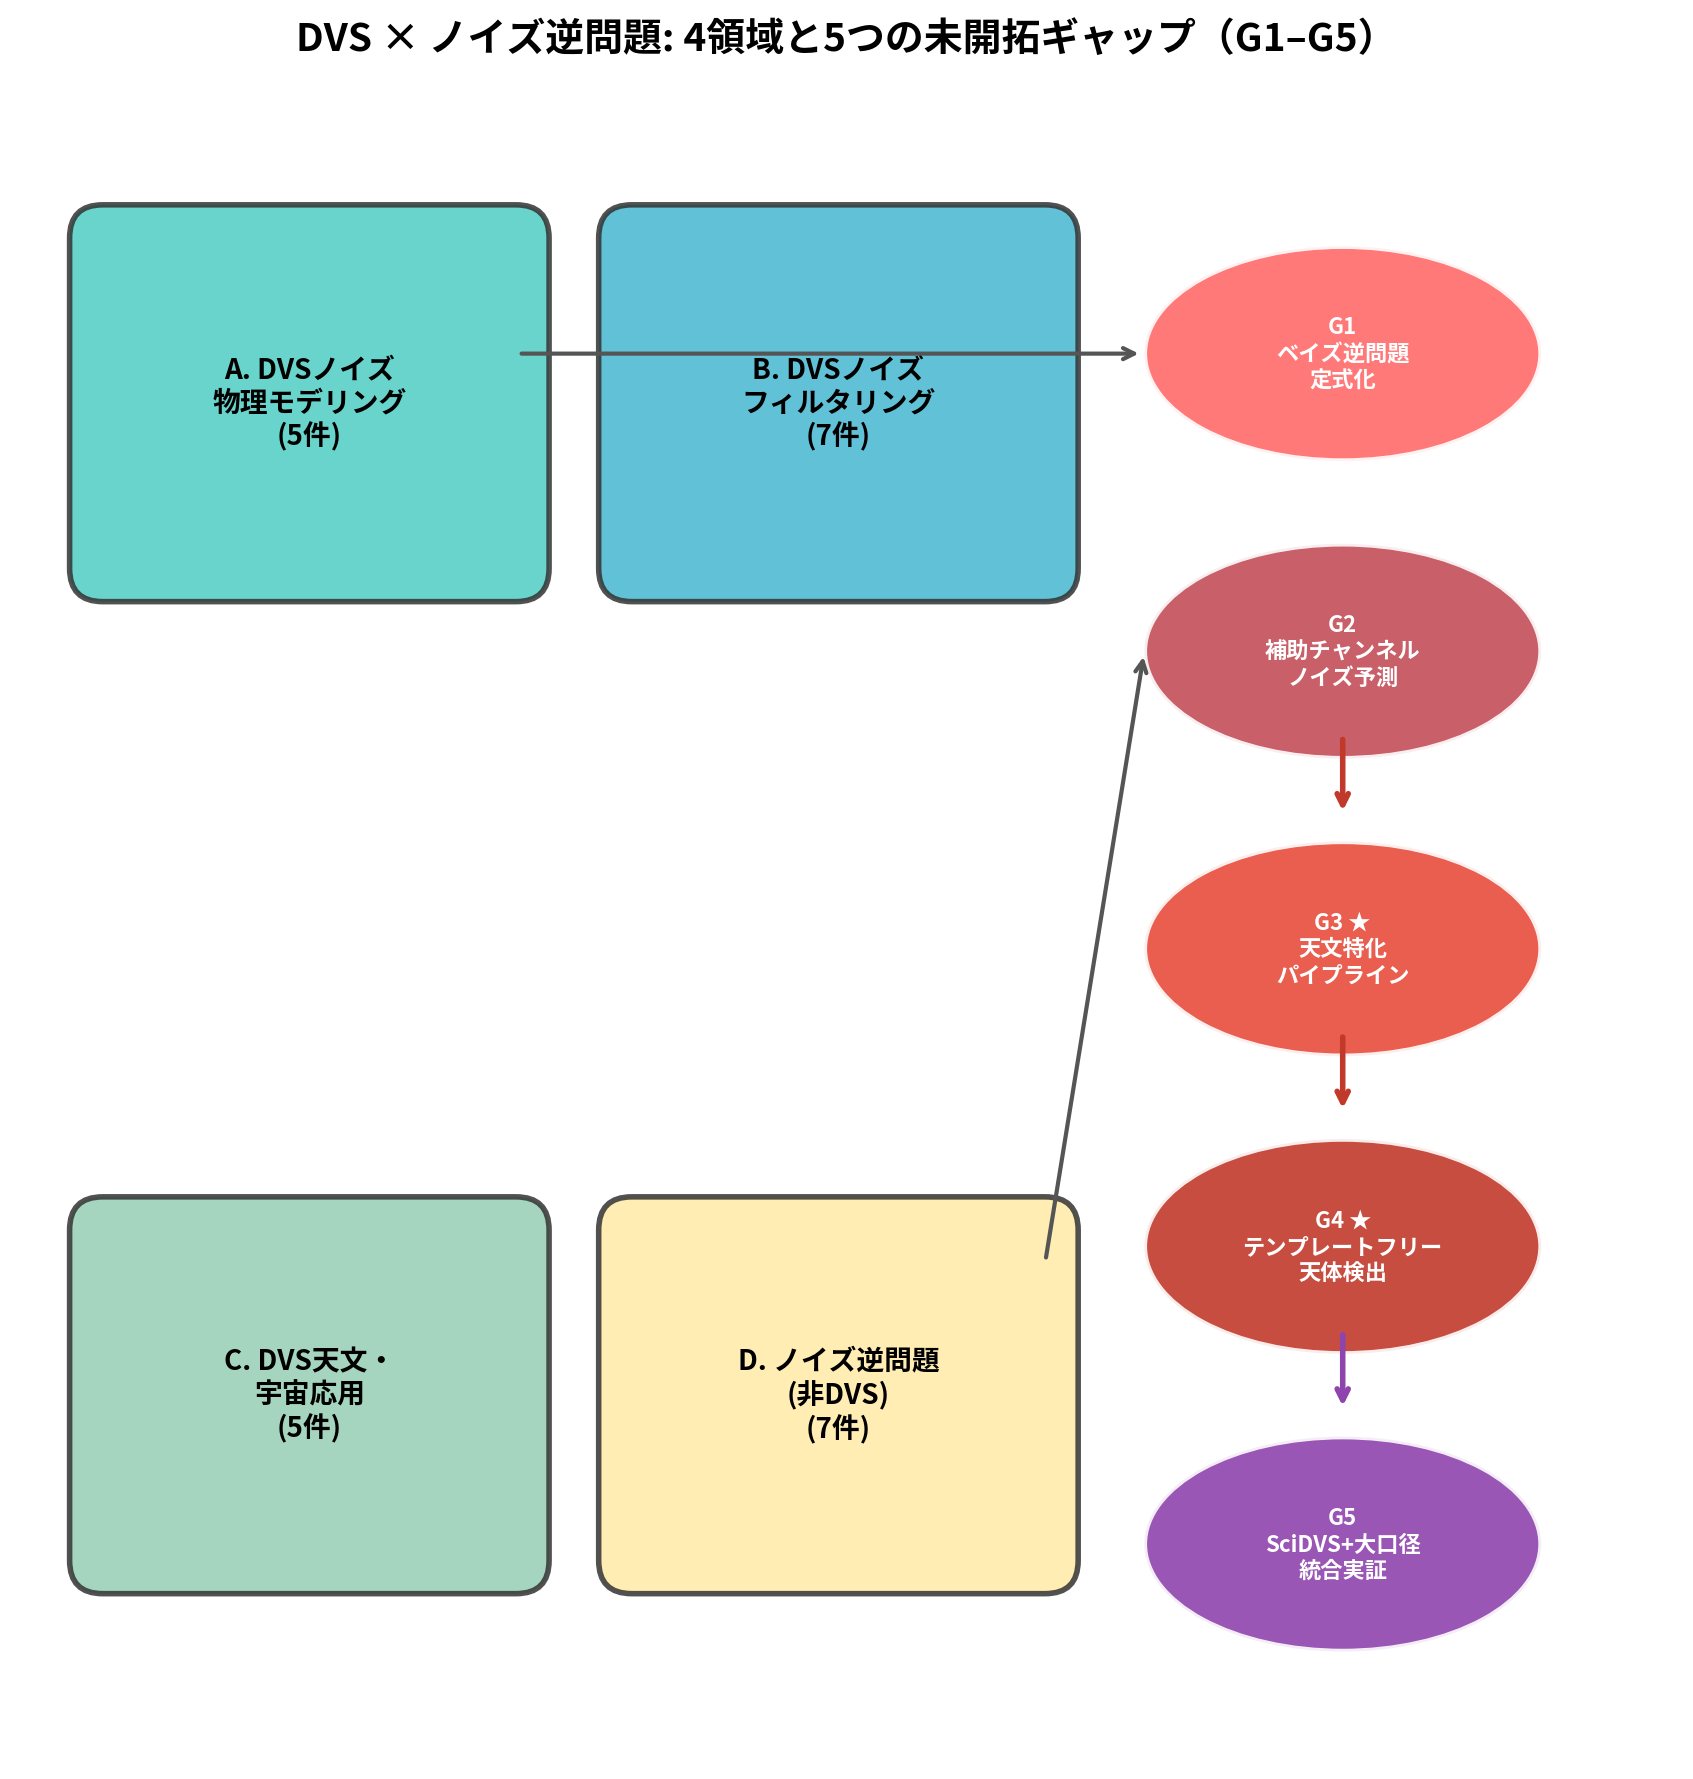 DVS × ノイズ逆問題: 4領域と5つの未開拓ギャップ（G1–G5）
A. DVSノイズ
物理モデリング
(5件)
B. DVSノイズ
フィルタリング
(7件)
G1
ベイズ逆問題
定式化
G2
補助チャンネル
ノイズ予測
G3 ★
天文特化
パイプライン
G4 ★
テンプレートフリー
天体検出
C. DVS天文・
宇宙応用
(5件)
D. ノイズ逆問題
(非DVS)
(7件)
G5
SciDVS+大口径
統合実証